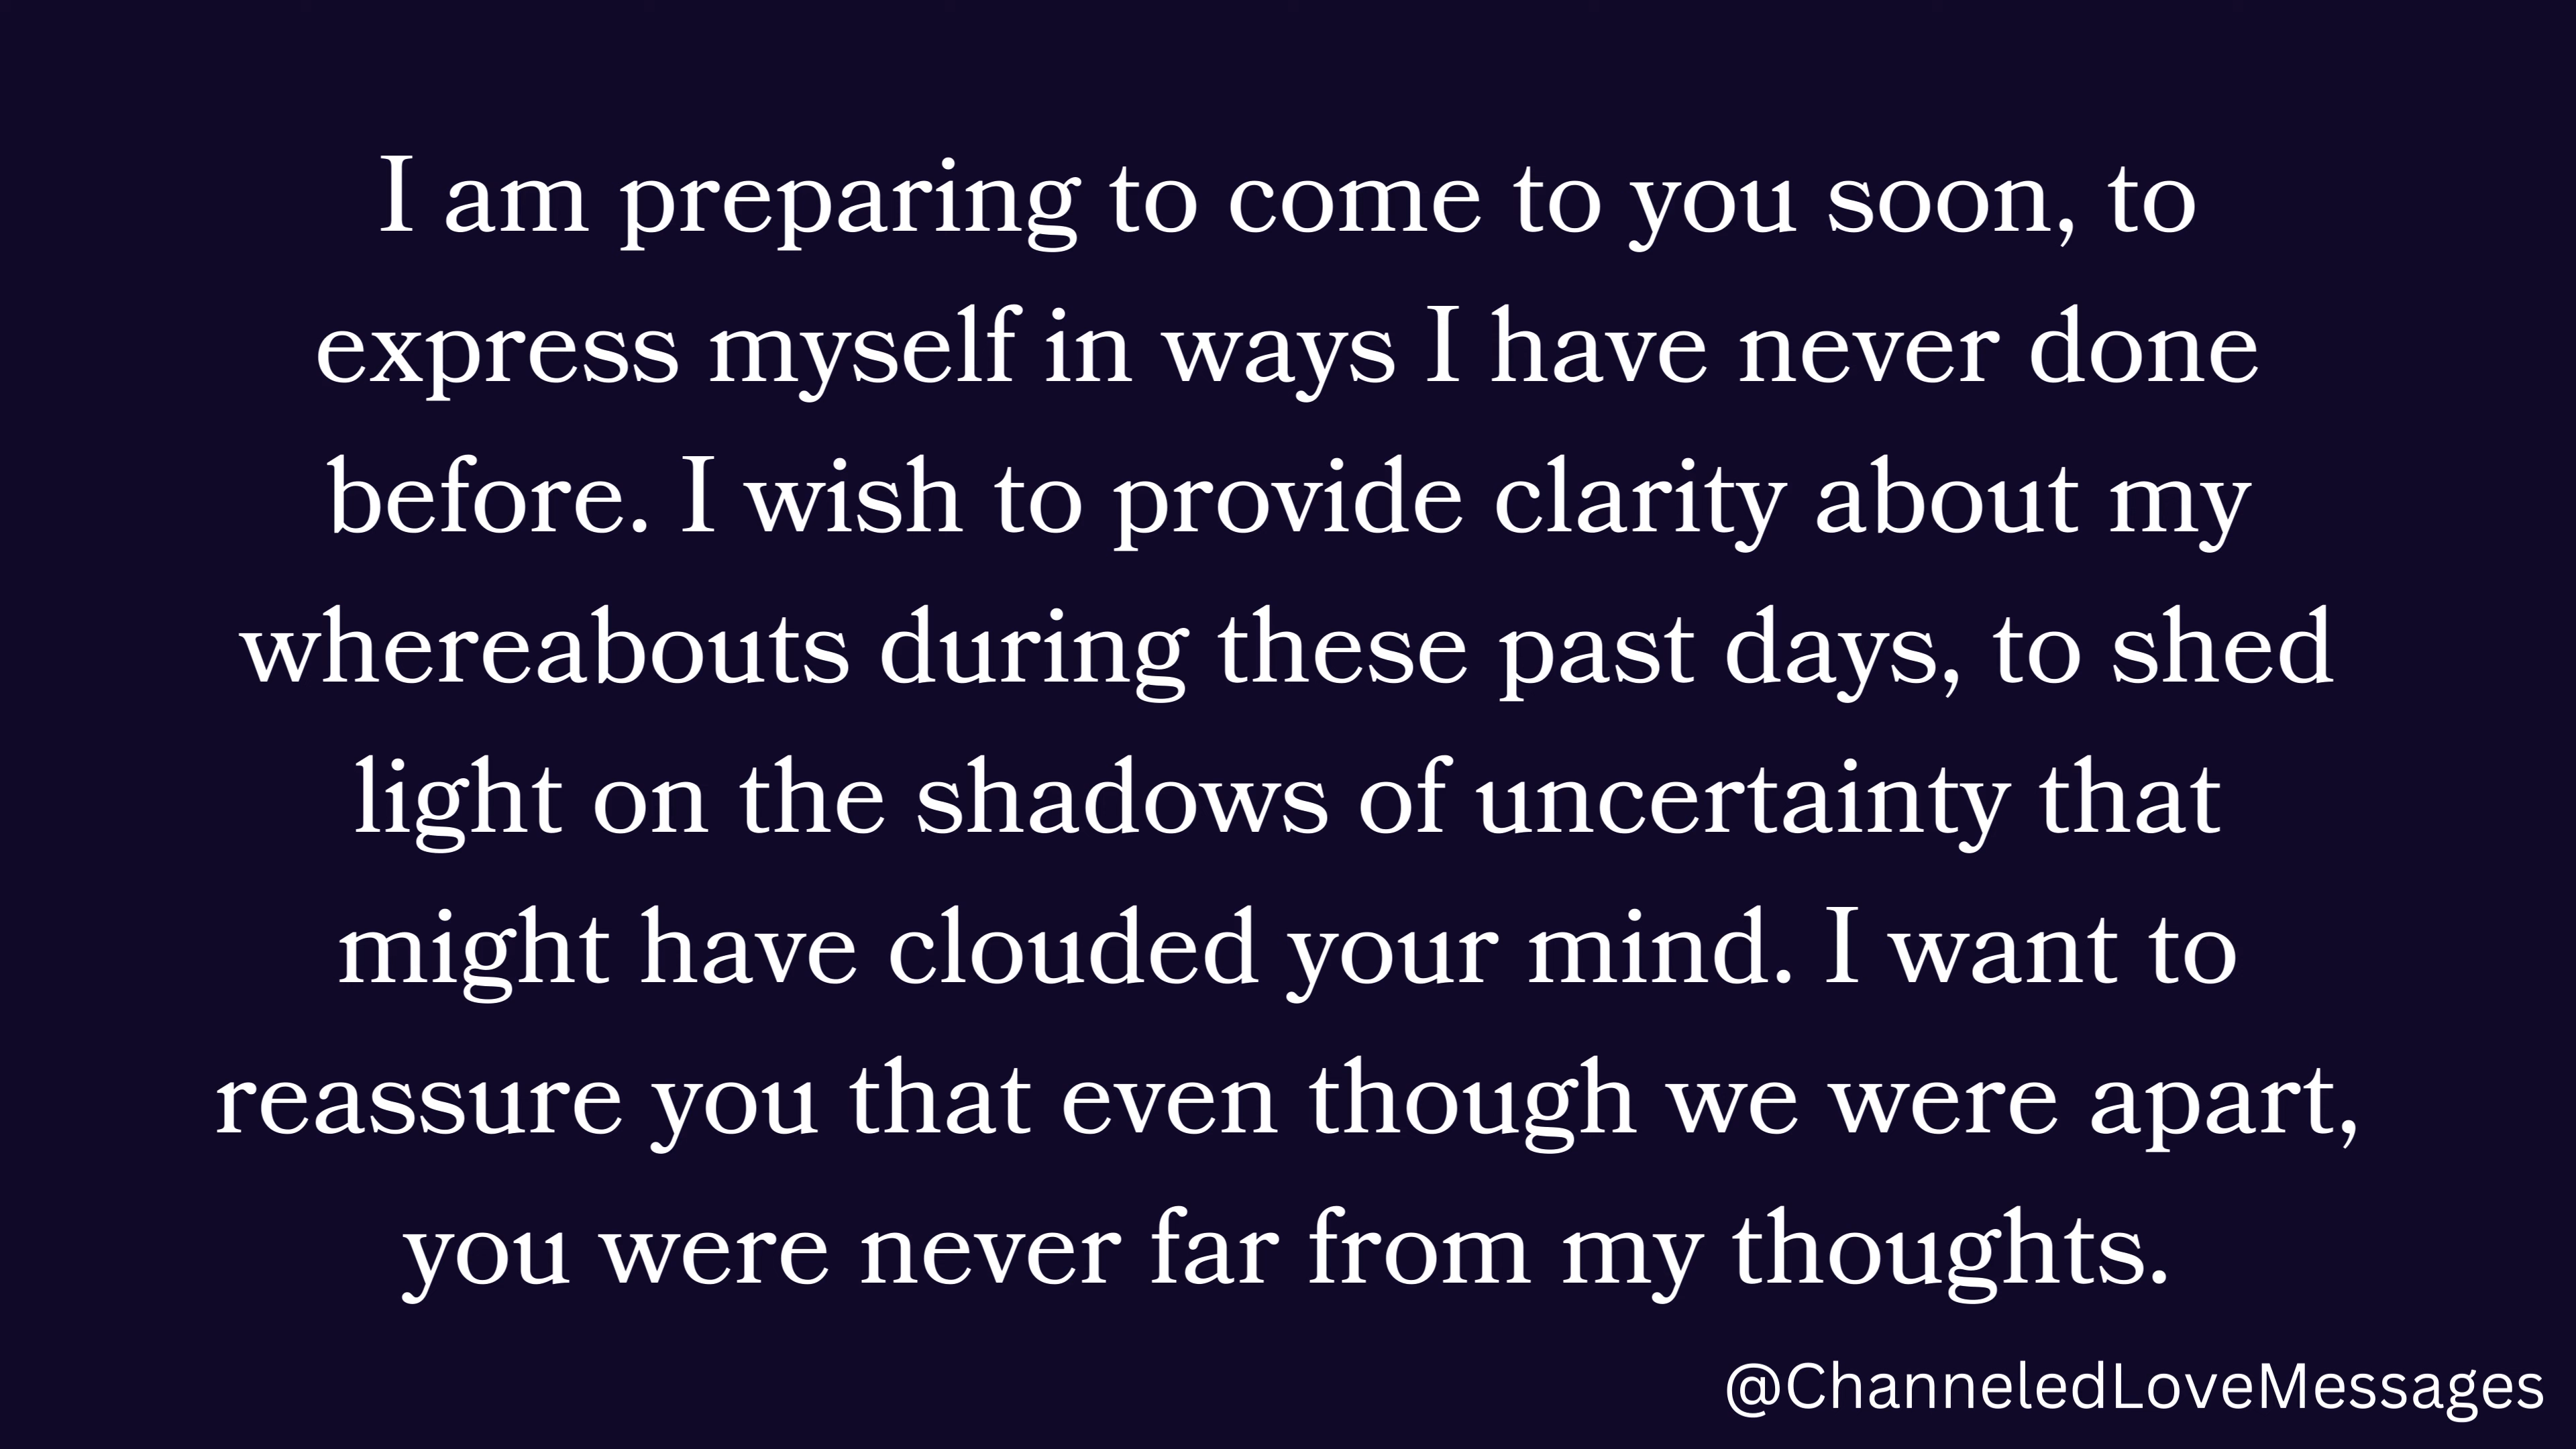 I am preparing to come to you soon, to
express myself in ways I have never done
before. I wish to provide clarity about my
whereabouts during these past days, to shed
light on the shadows of uncertainty that
might have clouded your mind. I want to
reassure you that even though we were apart,
you were never far from my thoughts.
@ChanneledLoveMessages